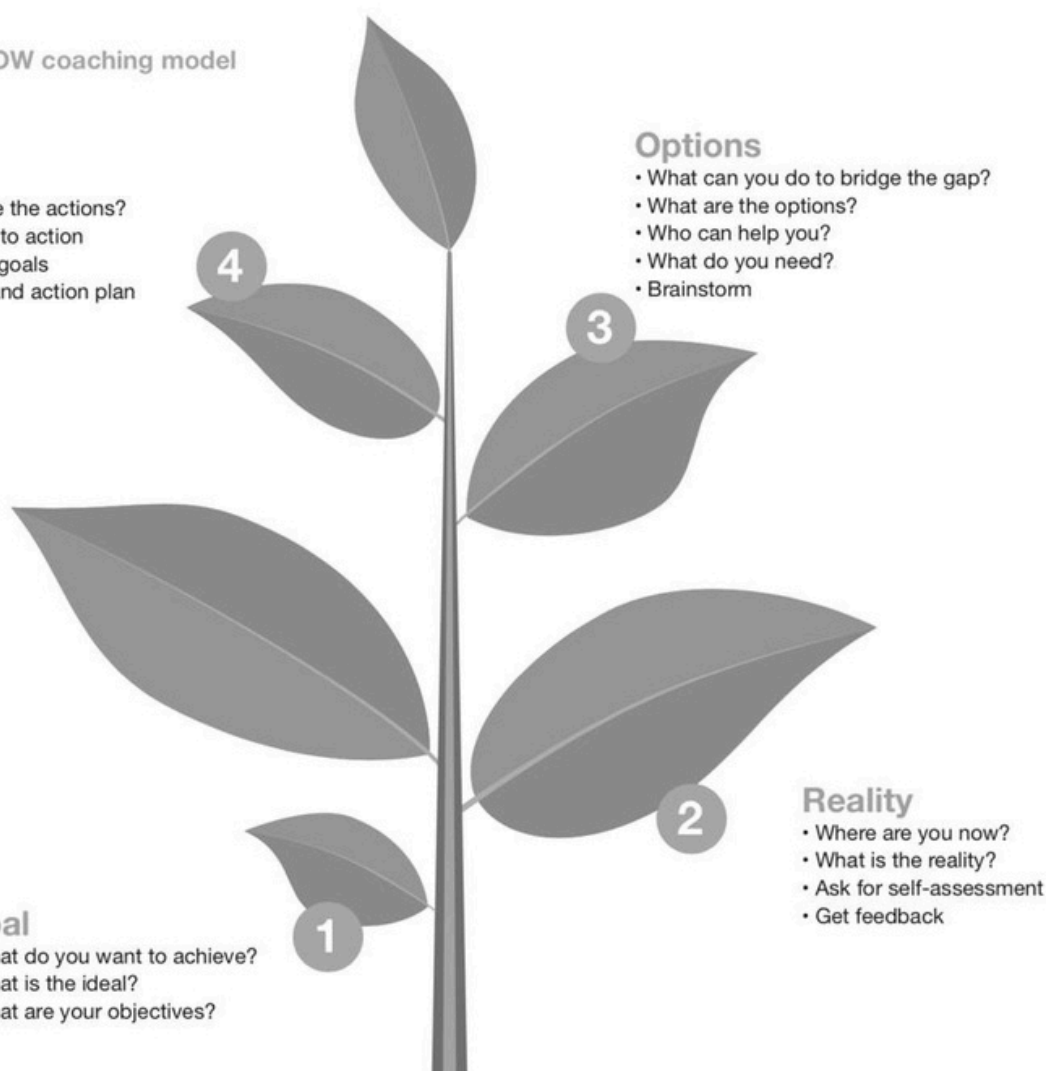 OW coaching model
Options
• What can you do to bridge the gap?
• What are the options?
• Who can help you?
• What do you need?
• Brainstorm
the actions?
to action
goals
action plan
4
3
2
Reality
• Where are you now?
• What is the reality?
• Ask for self-assessment
• Get feedback
1
al
at do you want to achieve?
at is the ideal?
at are your objectives?